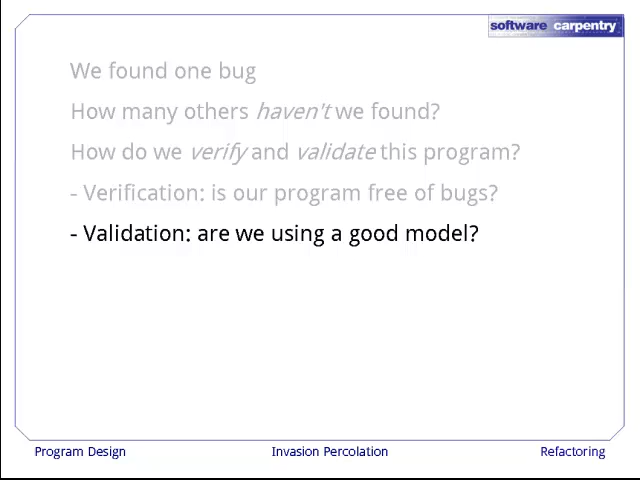 software carpentry
We found one bug
How many others haven't we found?
How do we verify and validate this program?
- Verification: is our program free of bugs?
- Validation: are we using a good model?
Program Design
Invasion Percolation
Refactoring